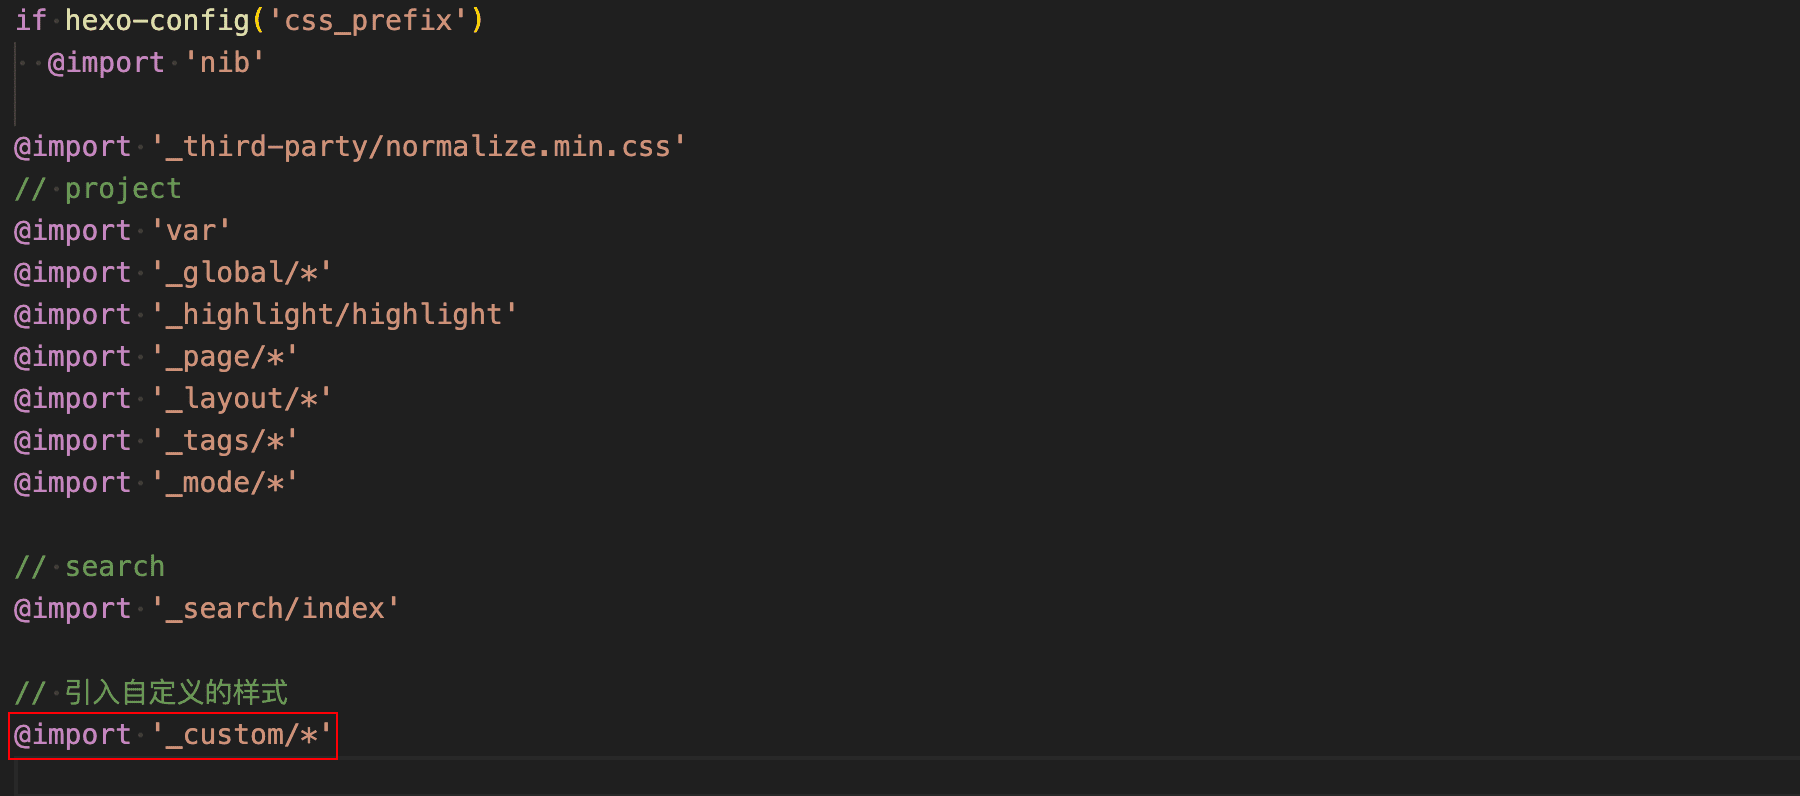 if hexo-config('css_prefix')
  @import 'nib'
@import '_third-party/normalize.min.css'
// project
@import 'var'
@import '_global/*'
@import '_highlight/highlight'
@import '_page/*'
@import '_layout/*'
@import '_tags/*'
@import '_mode/*'
// search
@import '_search/index'
// 引入自定义的样式
@import '_custom/*'